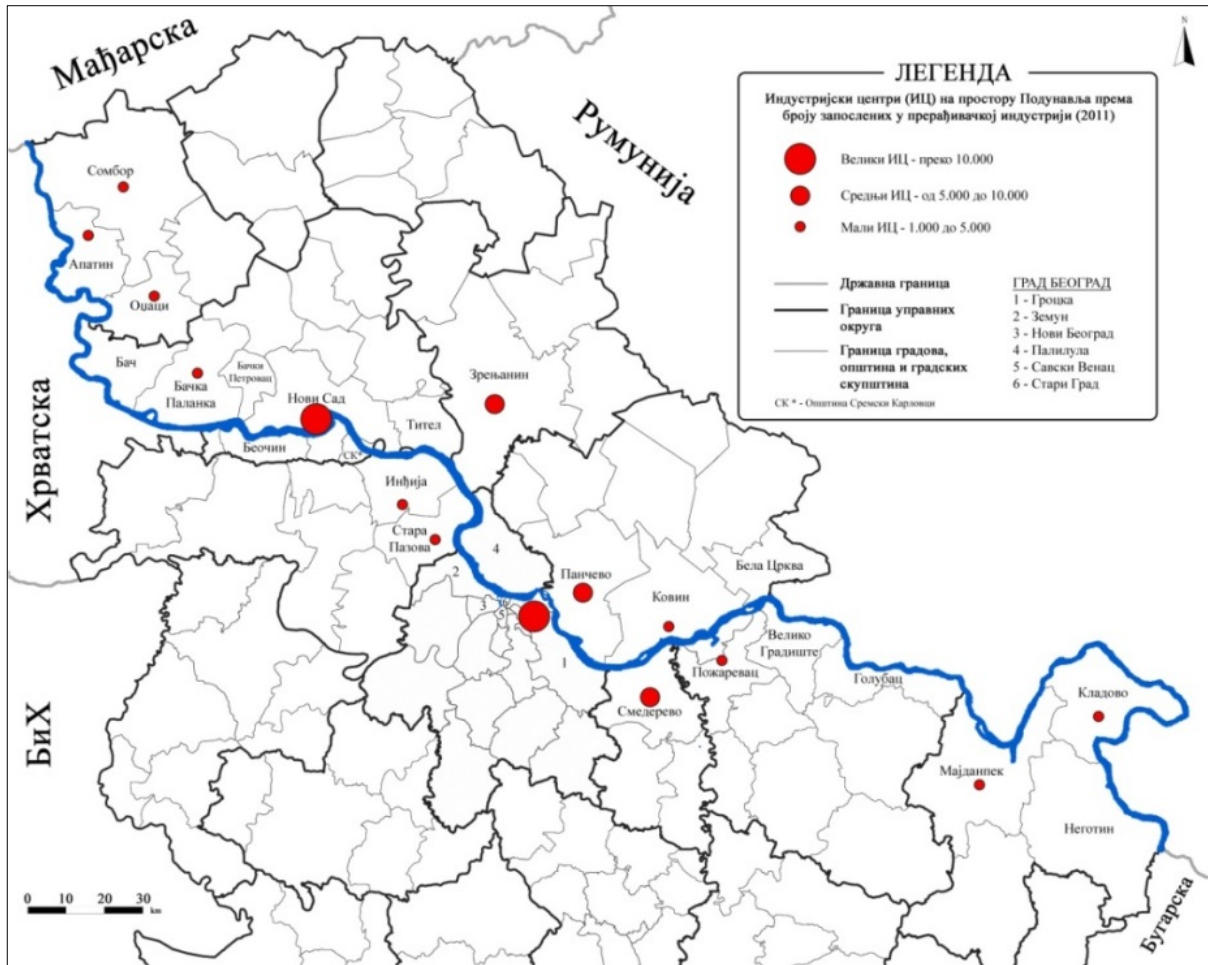 Мађарска
Румунија
Хрватска
БиХ
Бугарска
N
ЛЕГЕНДА
Индустријски центри (ИЦ) на простору Подунавља према
броју запослених у прерађивачкој индустрији (2011)
Велики ИЦ - преко 10.000
Средњи ИЦ - од 5.000 до 10.000
Мали ИЦ - 1.000 до 5.000
Државна граница
Граница управних
округа
Граница градова,
општина и градских
скупштина
ГРАД БЕОГРАД
1 - Гроцка
2 - Земун
3 - Нови Београд
4 - Палилула
5 - Савски Венац
6 - Стари Град
СК * - Општина Сремски Карловци
Сомбор
Апатин
Оџаци
Бач
Бачка
Паланка
Бачки
Петровац
Нови Сад
Беочин
СК*
Тител
Зрењанин
Инђија
Стара
Пазова
4
2
3
5
6
1
Панчево
Ковин
Бела Црква
Смедерево
Пожаревац
Велико
Градиште
Голубац
Мајданпек
Кладово
Неготин
0 10 20 30
km